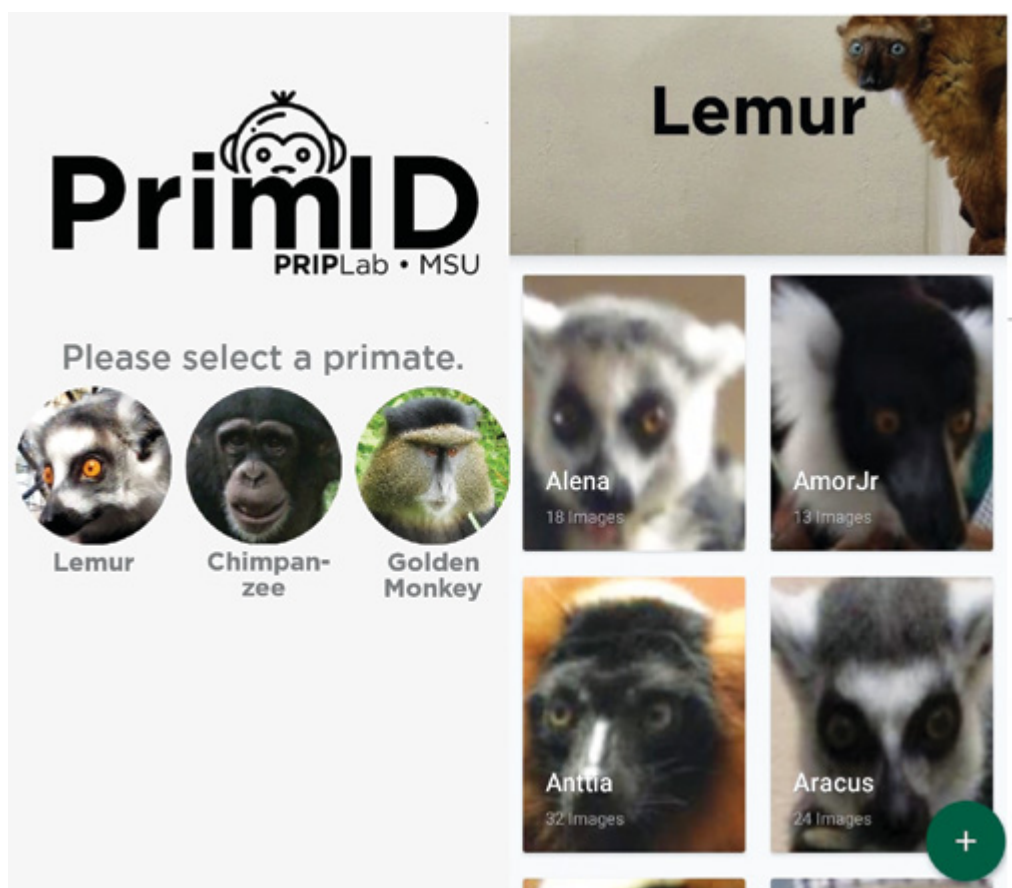 PrimID
PRIPLab • MSU
Please select a primate.
Lemur
Chimpan-
zee
Golden
Monkey
Lemur
Alena
18 Images
AmorJr
13 Images
Anttia
32 Images
Aracus
24 Images
+